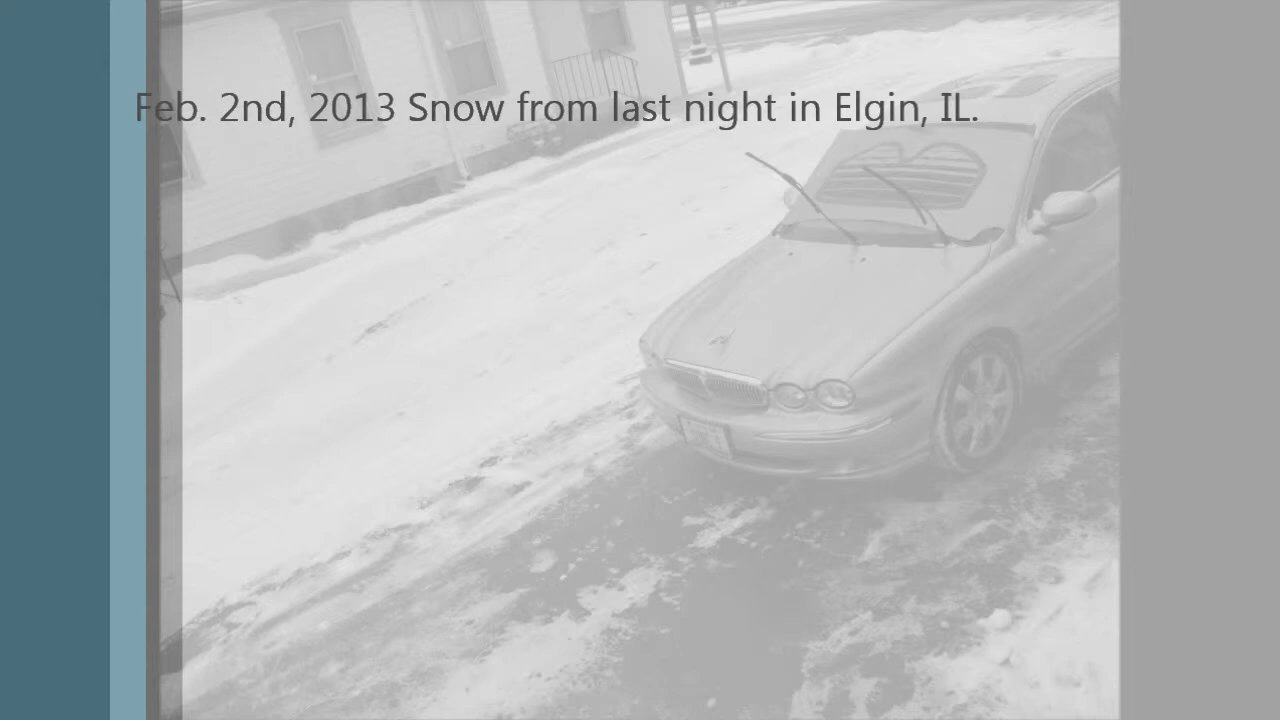 Feb. 2nd, 2013 Snow from last night in Elgin, IL.